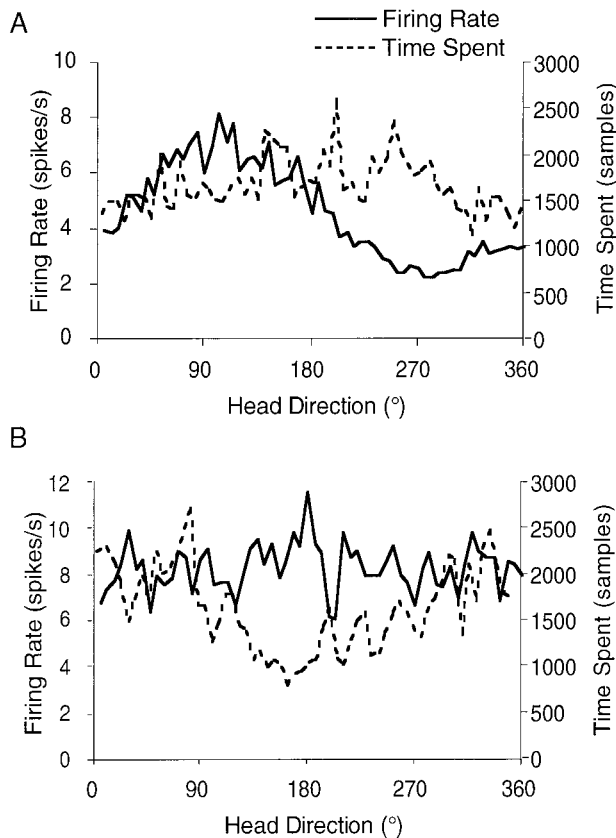 A
Firing Rate
Time Spent
Firing Rate (spikes/s)
10
8
6
4
2
0
3000
2500
2000
1500
1000
500
0
Time Spent (samples)
0 90 180 270 360
Head Direction (°)
B
Firing Rate (spikes/s)
12
10
8
6
4
2
0
3000
2500
2000
1500
1000
500
0
Time Spent (samples)
0 90 180 270 360
Head Direction (°)